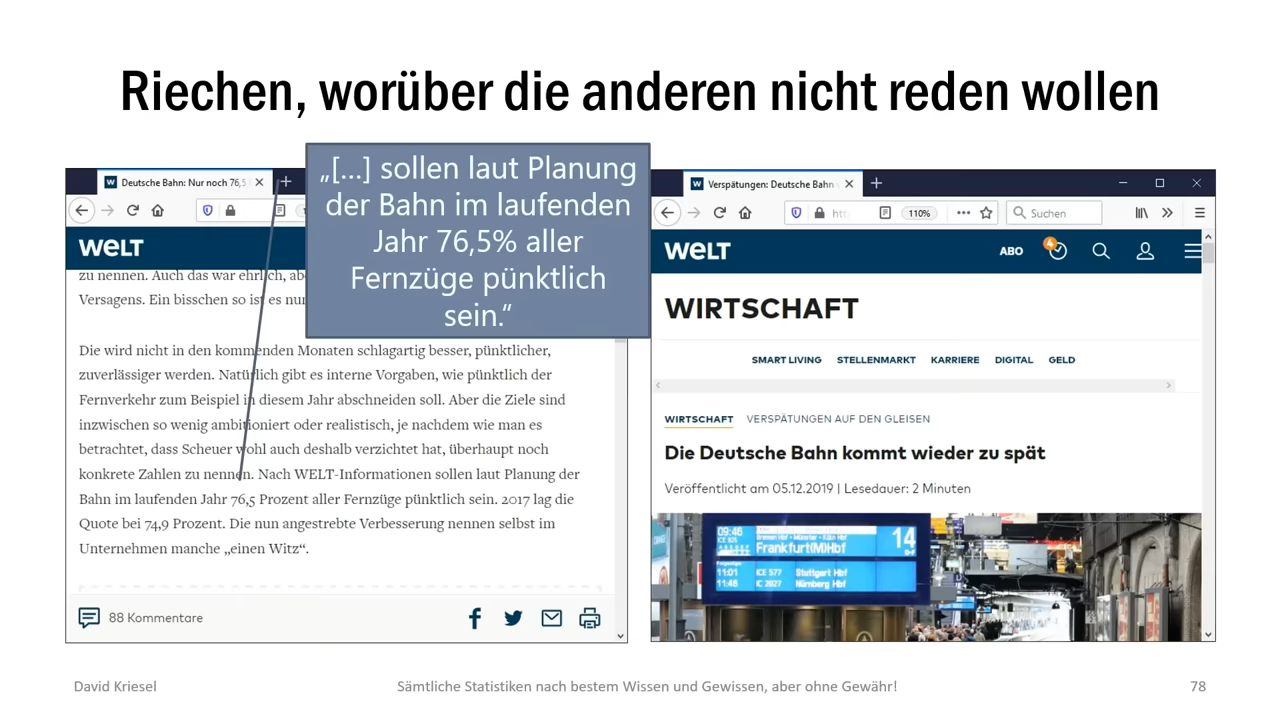 Riechen, worüber die anderen nicht reden wollen
Deutsche Bahn: Nur noch 76,5
WELT
zu nennen. Auch das war ehrlich,
Versagens. Ein bisschen so ist es nun
„[…] sollen laut Planung
der Bahn im laufenden
Jahr 76,5% aller
Fernzüge pünktlich
sein.“
Die wird nicht in den kommenden Monaten schlagartig besser, pünktlicher,
zuverlässiger werden. Natürlich gibt es interne Vorgaben, wie pünktlich der
Fernverkehr zum Beispiel in diesem Jahr abschneiden soll. Aber die Ziele sind
inzwischen so wenig ambitioniert oder realistisch, je nachdem wie man es
betrachtet, dass Scheuer wohl auch deshalb verzichtet hat, überhaupt noch
konkrete Zahlen zu nennen. Nach WELT-Informationen sollen laut Planung der
Bahn im laufenden Jahr 76,5 Prozent aller Fernzüge pünktlich sein. 2017 lag die
Quote bei 74,9 Prozent. Die nun angestrebte Verbesserung nennen selbst im
Unternehmen manche „einen Witz“.
88 Kommentare
Verspätungen: Deutsche Bahn
110%
Suchen
WELT
ABO
4
WIRTSCHAFT
SMART LIVING STELLENMARKT KARRIERE DIGITAL GELD
WIRTSCHAFT VERSPÄTUNGEN AUF DEN GLEISEN
Die Deutsche Bahn kommt wieder zu spät
Veröffentlicht am 05.12.2019 | Lesedauer: 2 Minuten
09:46
Frankfurt(M)Hbf
14
11:01 ICE 577 Stuttgart Hbf
11:46 IC 2027 Nürnberg Hbf
David Kriesel
Sämtliche Statistiken nach bestem Wissen und Gewissen, aber ohne Gewähr!
78